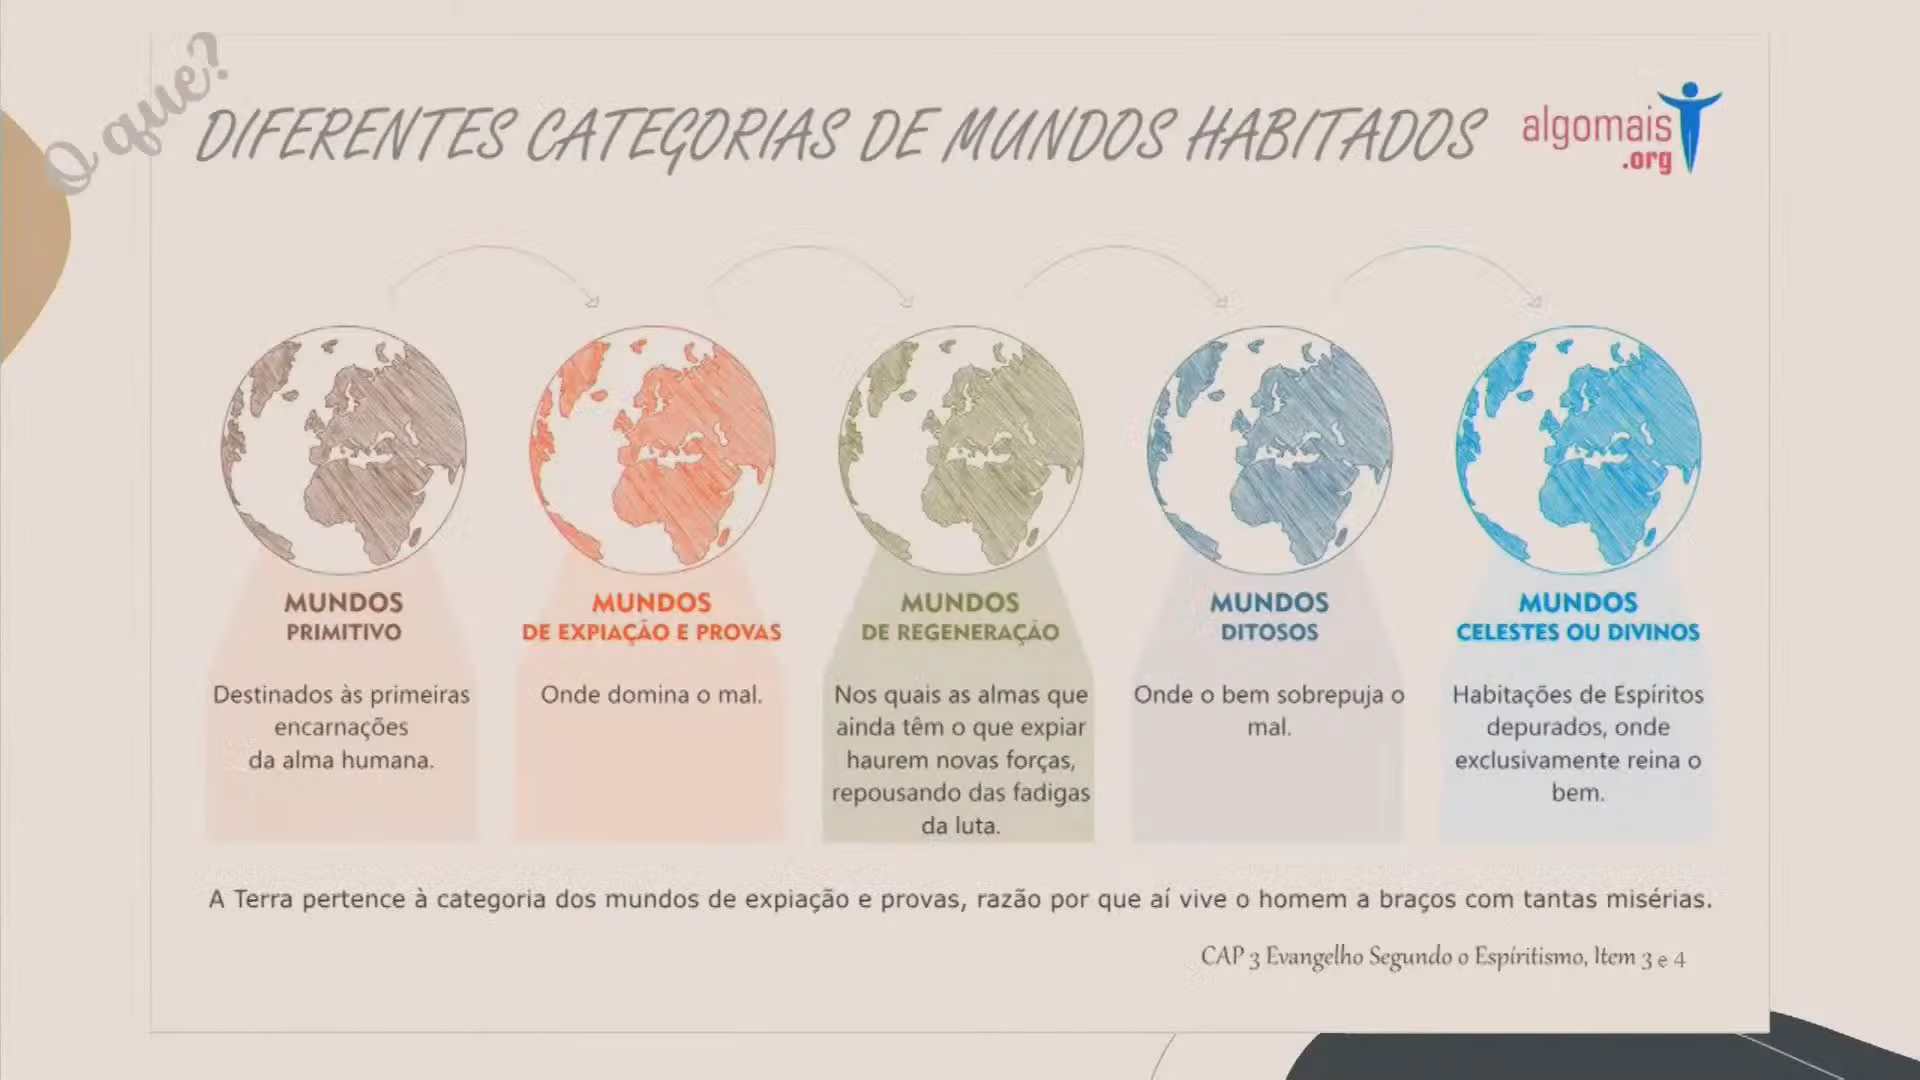 O que?
DIFERENTES CATEGORIAS DE MUNDOS HABITADOS
algomais
.org
MUNDOS
PRIMITIVO
Destinados às primeiras
encarnações
da alma humana.
MUNDOS
DE EXPIAÇÃO E PROVAS
Onde domina o mal.
MUNDOS
DE REGENERAÇÃO
Nos quais as almas que
ainda têm o que expiar
haurem novas forças,
repousando das fadigas
da luta.
MUNDOS
DITOSOS
Onde o bem sobrepuja o
mal.
MUNDOS
CELESTES OU DIVINOS
Habitações de Espíritos
depurados, onde
exclusivamente reina o
bem.
A Terra pertence à categoria dos mundos de expiação e provas, razão por que aí vive o homem a braços com tantas misérias.
CAP 3 Evangelho Segundo o Espíritismo, Item 3 e 4